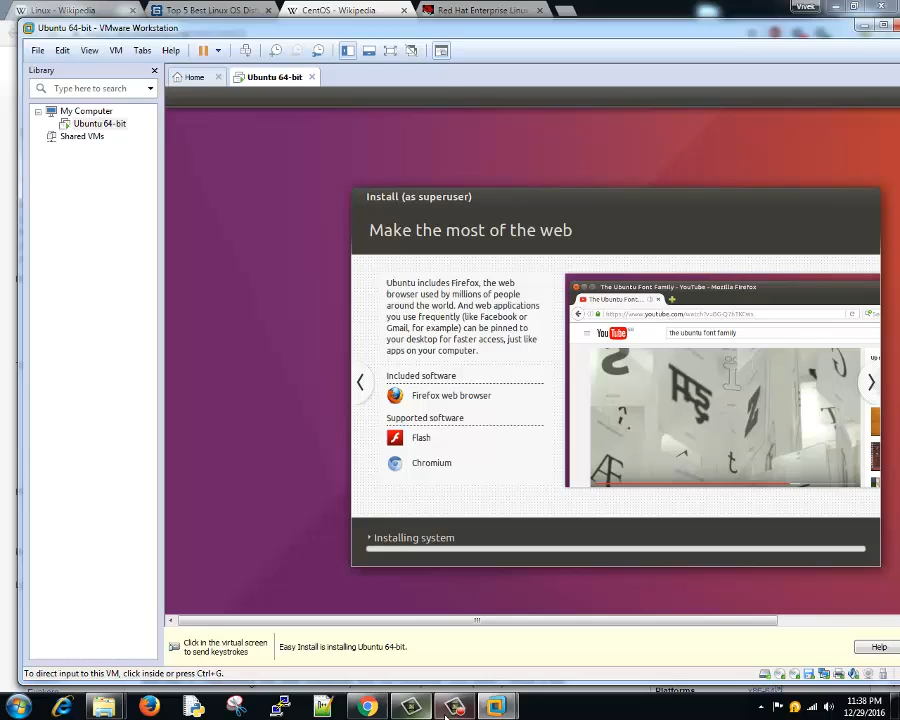 Linux - Wikipedia
Top 5 Best Linux OS Dist
CentOS - Wikipedia
Red Hat Enterprise Linux
Vivek
Ubuntu 64-bit - VMware Workstation
File Edit View VM Tabs Help
Library
Type here to search
My Computer
Ubuntu 64-bit
Shared VMs
Home
Ubuntu 64-bit
Install (as superuser)
Make the most of the web
Ubuntu includes Firefox, the web
browser used by millions of people
around the world. And web applications
you use frequently (like Facebook or
Gmail, for example) can be pinned to
your desktop for faster access, just like
apps on your computer.
Included software
Firefox web browser
Supported software
Flash
Chromium
The Ubuntu Font Family - YouTube - Mozilla Firefox
The Ubuntu Font...
YouTube
the ubuntu font family
Installing system
Click in the virtual screen
to send keystrokes
Easy Install is installing Ubuntu 64-bit.
Help
To direct input to this VM, click inside or press Ctrl+G.
Platforms
11:38 PM
12/29/2016